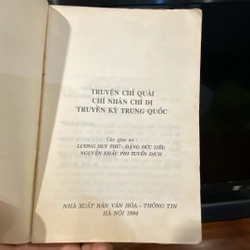 TRUYỆN CHÍ QUÁI
CHÍ NHÂN CHÍ DỊ
TRUYỀN KỲ TRUNG QUỐC
Các giáo sư :
LƯƠNG DUY THỨ - ĐẶNG ĐỨC SIÊU
NGUYỄN KHẮC PHI TUYỂN DỊCH
NHÀ XUẤT BẢN VĂN HÓA - THÔNG TIN
HÀ NỘI 1994